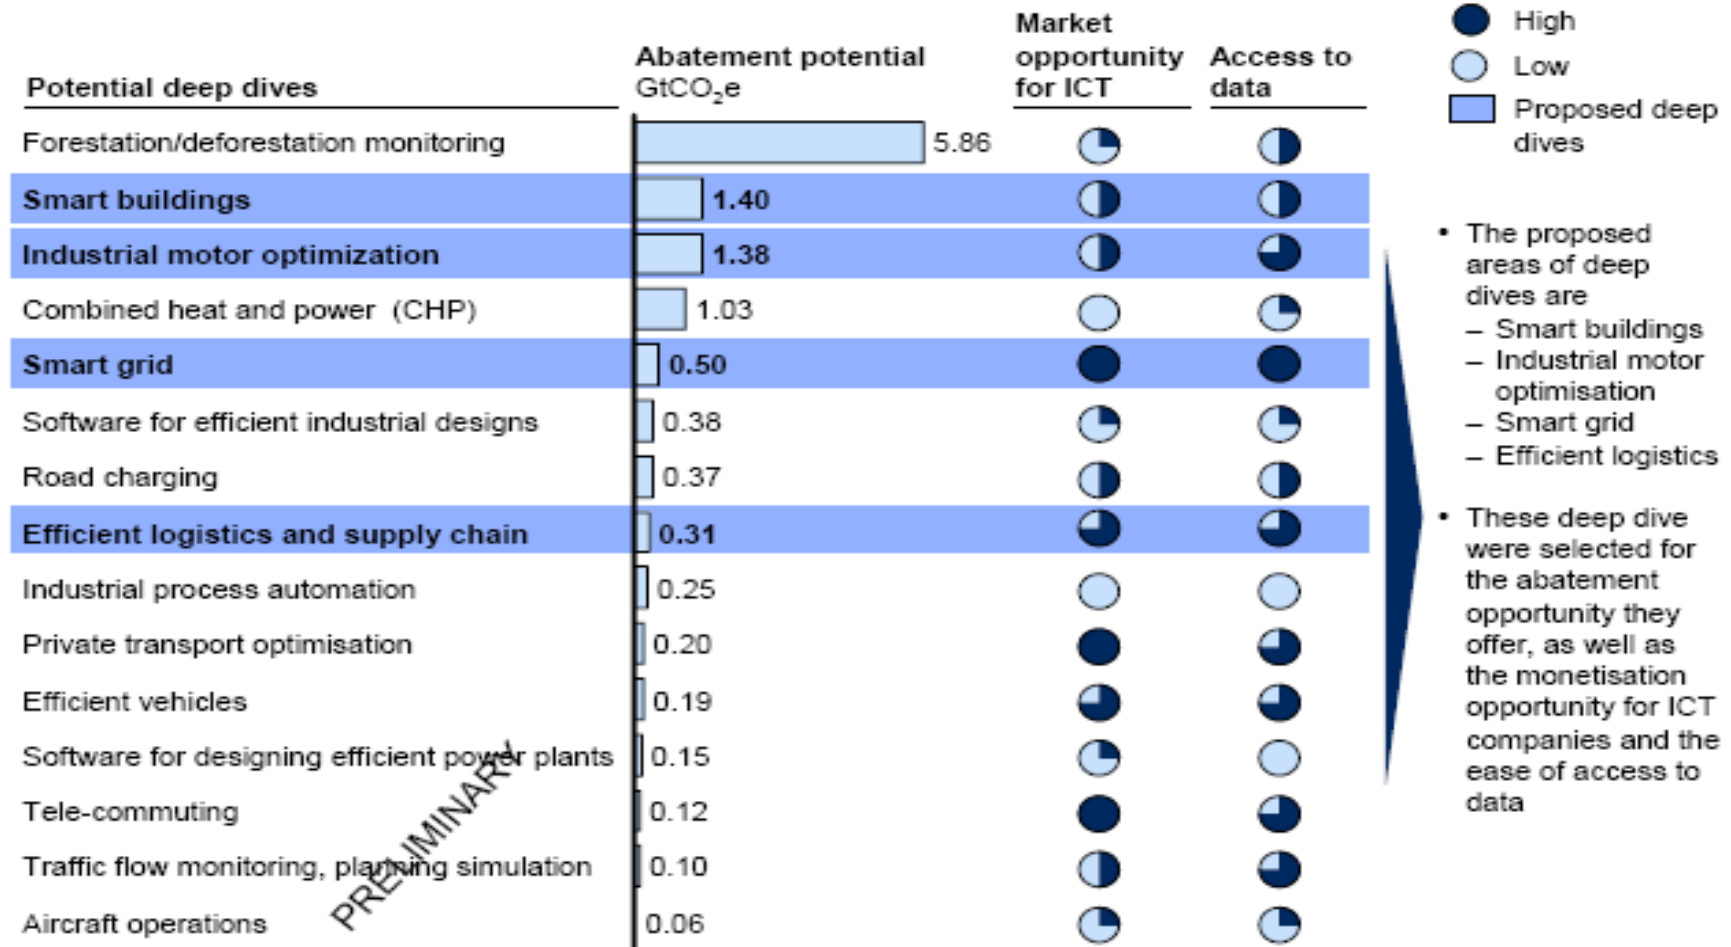 Potential deep dives
Abatement potential
GtCO₂e
Market
opportunity
for ICT
Access to
data
High
Low
Proposed deep
dives
Forestation/deforestation monitoring 5.86
Smart buildings 1.40
Industrial motor optimization 1.38
Combined heat and power (CHP) 1.03
Smart grid 0.50
Software for efficient industrial designs 0.38
Road charging 0.37
Efficient logistics and supply chain 0.31
Industrial process automation 0.25
Private transport optimisation 0.20
Efficient vehicles 0.19
Software for designing efficient power plants 0.15
Tele-commuting 0.12
Traffic flow monitoring, planning simulation 0.10
Aircraft operations 0.06
PRELIMINARY
• The proposed
areas of deep
dives are
– Smart buildings
– Industrial motor
optimisation
– Smart grid
– Efficient logistics
• These deep dive
were selected for
the abatement
opportunity they
offer, as well as
the monetisation
opportunity for ICT
companies and the
ease of access to
data